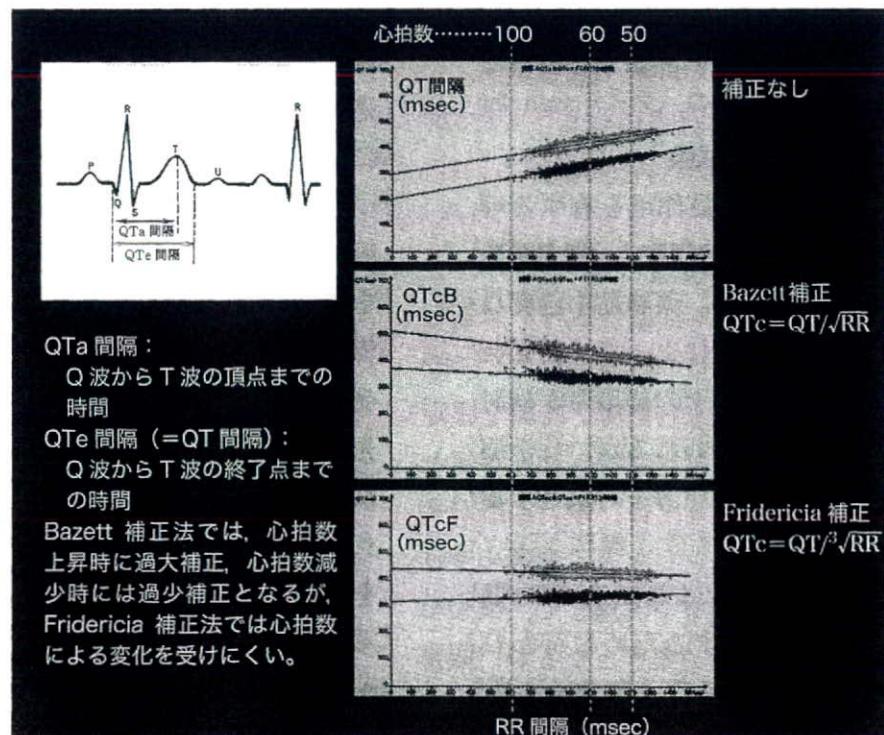 心拍数………100 60 50
R R
P T U
Q S
QTa 間隔
QTe 間隔
QTa 間隔：
Q 波から T 波の頂点までの
時間
QTe 間隔（＝QT 間隔）：
Q 波から T 波の終了点まで
の時間
Bazett 補正法では，心拍数
上昇時に過大補正，心拍数減
少時には過少補正となるが，
Fridericia 補正法では心拍数
による変化を受けにくい。
QT間隔
(msec)
補正なし
QTcB
(msec)
Bazett 補正
QTc＝QT/√RR
QTcF
(msec)
Fridericia 補正
QTc＝QT/³√RR
RR 間隔（msec）